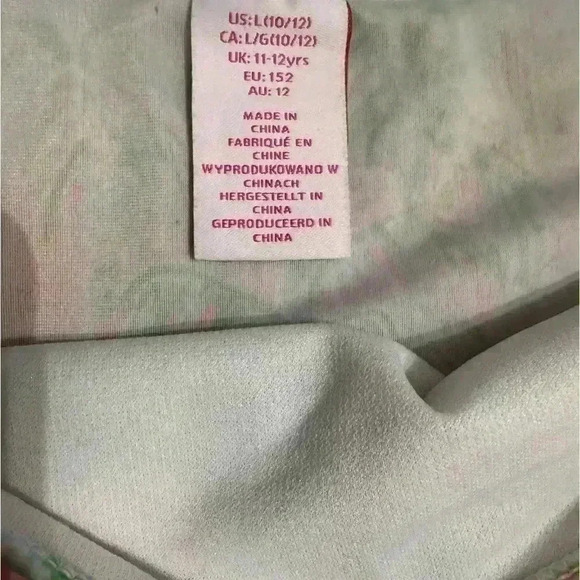 US: L(10/12)
CA: L/G(10/12)
UK: 11-12yrs
EU: 152
AU: 12
MADE IN
CHINA
FABRIQUÉ EN
CHINE
WYPRODUKOWANO W
CHINACH
HERGESTELLT IN
CHINA
GEPRODUCEERD IN
CHINA